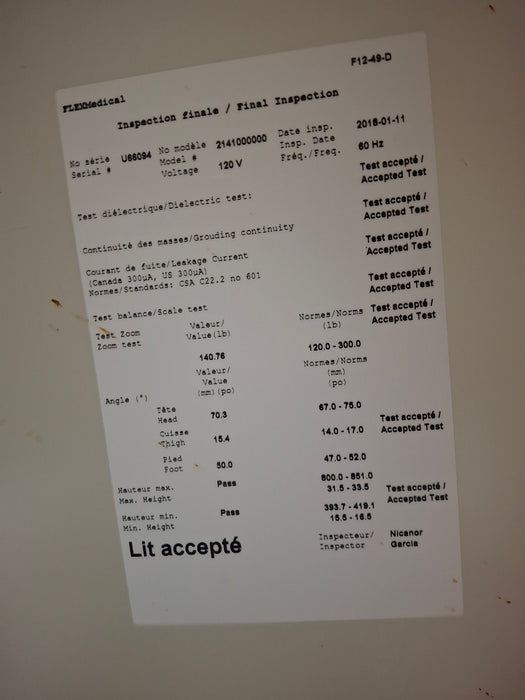 FLEXMedical F12-49-D
Inspection finale / Final Inspection
No série U66094 No modèle 2141000000 Date insp. 2016-01-11
Serial # Model # Insp. Date
Voltage 120 V Fréq./Freq. 60 Hz
Test accepté /
Test diélectrique/Dielectric test: Accepted Test
Test accepté /
Continuité des masses/Grouding continuity Accepted Test
Courant de fuite/Leakage Current Test accepté /
(Canada 300µA, US 300µA) Accepted Test
Normes/Standards: CSA C22.2 no 601 Test accepté /
Accepted Test
Test balance/Scale test
Test Zoom Valeur/ Normes/Norms Test accepté /
Zoom test Value(lb) (lb) Accepted Test
140.76 120.0 - 300.0
Valeur/ Normes/Norms
Value (mm)
Angle (°) (mm)(po) (po)
Tête 70.3 67.0 - 75.0
Head
Cuisse 15.4 14.0 - 17.0 Test accepté /
Thigh Accepted Test
Pied 50.0 47.0 - 52.0
Foot
Hauteur max. Pass 800.0 - 851.0
Max. Height 31.5 - 33.5 Test accepté /
Hauteur min. Pass 393.7 - 419.1 Accepted Test
Min. Height 15.5 - 16.5
Lit accepté Inspecteur/ Nicanor
Inspector Garcia